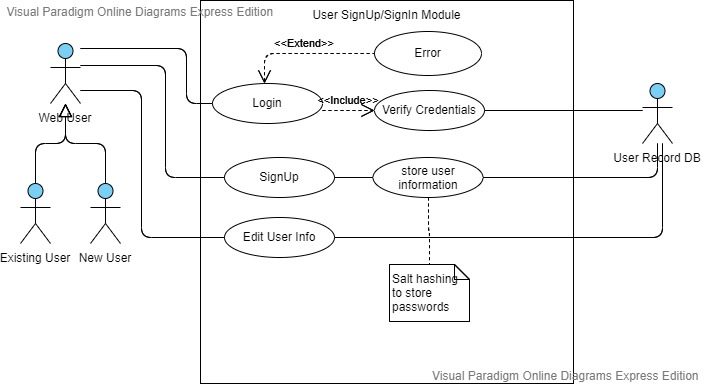 Visual Paradigm Online Diagrams Express Edition
User SignUp/SignIn Module
<<Extend>>
Error
Web User
Login
<<Include>>
Verify Credentials
User Record DB
SignUp
store user
information
Existing User
New User
Edit User Info
Salt hashing
to store
passwords
Visual Paradigm Online Diagrams Express Edition